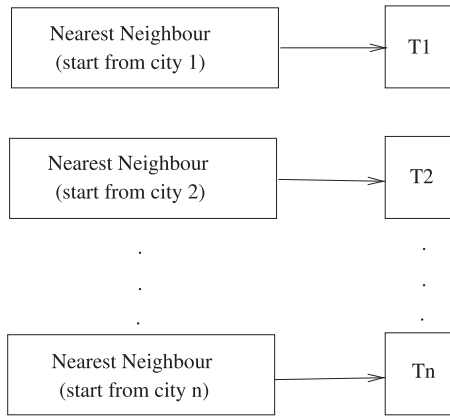 Nearest Neighbour
(start from city 1)
T1
Nearest Neighbour
(start from city 2)
T2
.
.
.
.
.
.
Nearest Neighbour
(start from city n)
Tn